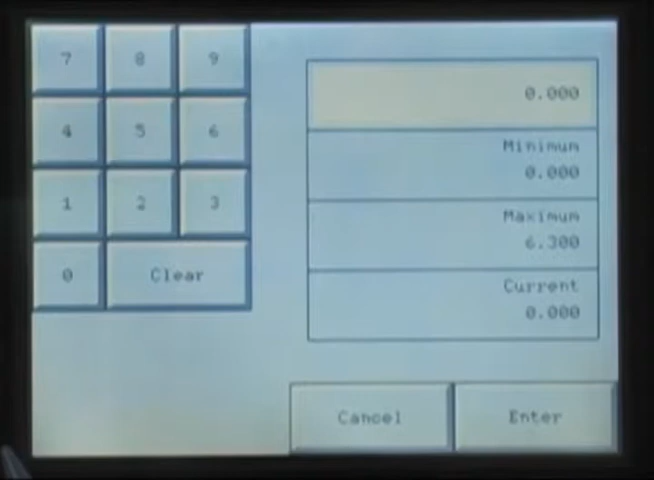 7 8 9
4 5 6
1 2 3
0 Clear
0.000
Minimum
0.000
Maximum
6.300
Current
0.000
Cancel Enter